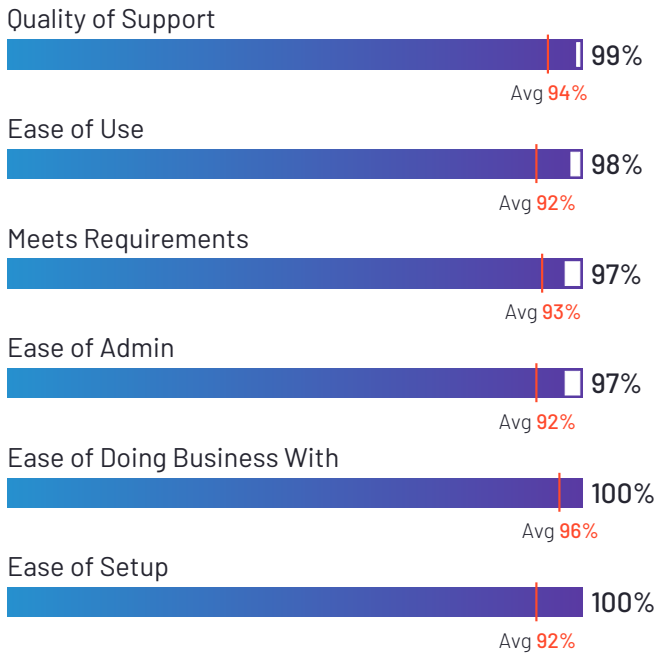 Quality of Support
99%
Avg 94%
Ease of Use
98%
Avg 92%
Meets Requirements
97%
Avg 93%
Ease of Admin
97%
Avg 92%
Ease of Doing Business With
100%
Avg 96%
Ease of Setup
100%
Avg 92%